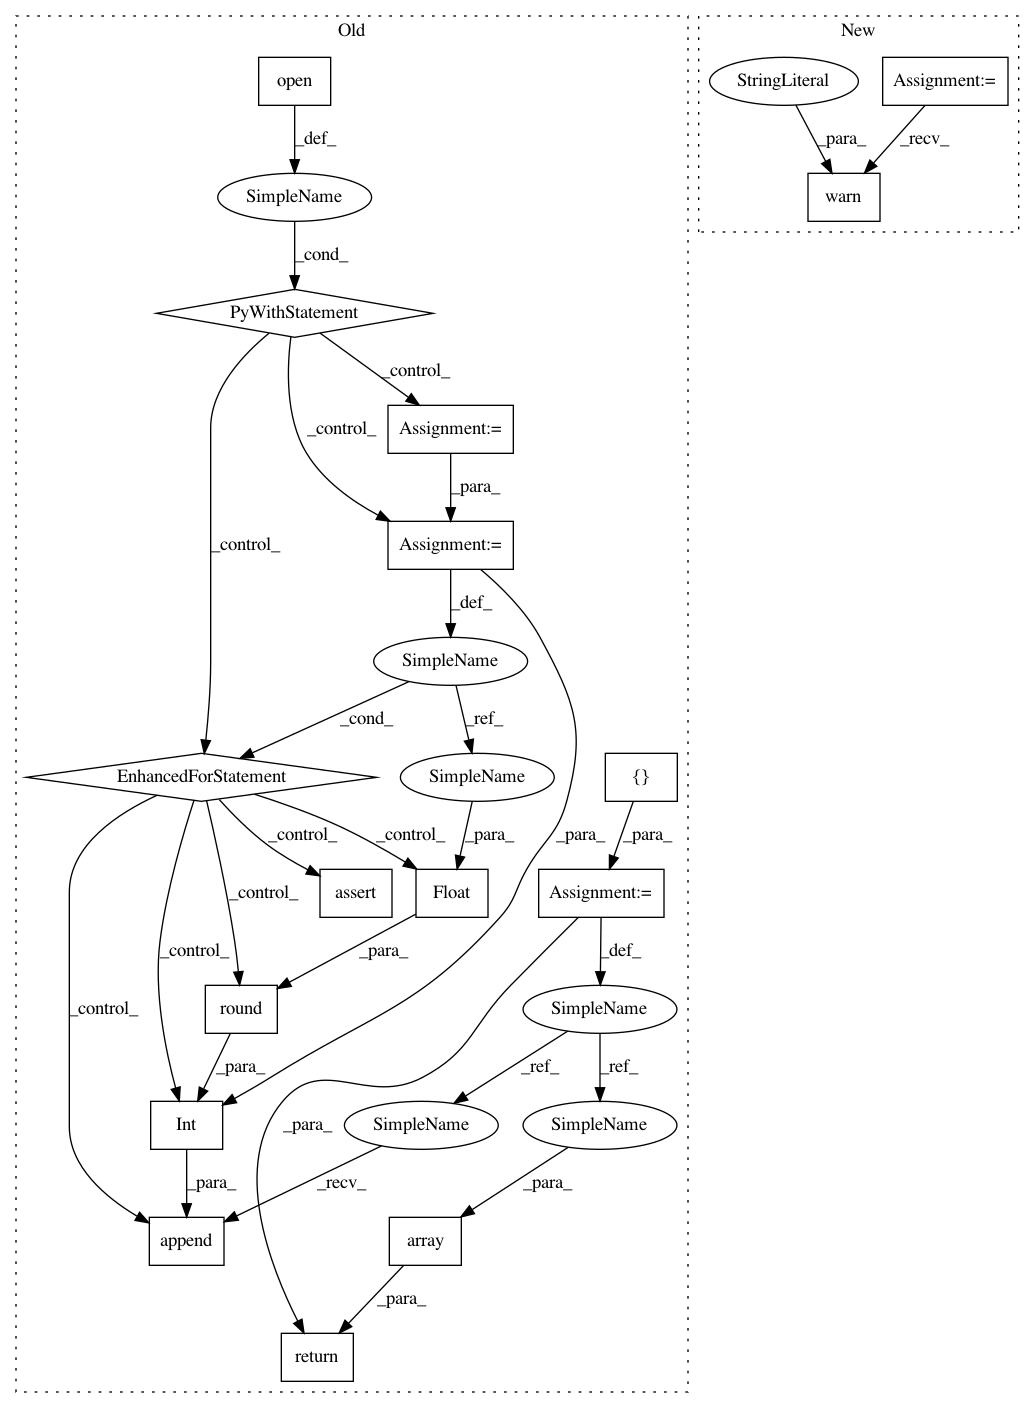 Old
New
open
StringLiteral
Assignment:=
_def_
_para_
_recv_
SimpleName
warn
_cond_
PyWithStatement
_control_
Assignment:=
_control_
_para_
_control_
Assignment:=
_def_
SimpleName
_cond_
_ref_
EnhancedForStatement
SimpleName
{}
_control_
_control_
_para_
_para_
_para_
assert
Float
Assignment:=
_control_
_control_
_para_
_def_
_control_
round
SimpleName
_para_
_ref_
_ref_
Int
_para_
SimpleName
SimpleName
_para_
_recv_
_para_
append
array
_para_
return